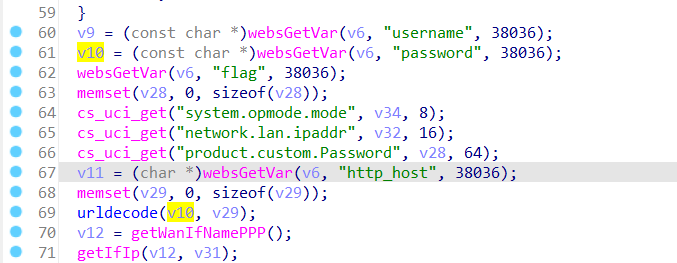 59 }
60 v9 = (const char *)websGetVar(v6, "username", 38036);
61 v10 = (const char *)websGetVar(v6, "password", 38036);
62 websGetVar(v6, "flag", 38036);
63 memset(v28, 0, sizeof(v28));
64 cs_uci_get("system.opmode.mode", v34, 8);
65 cs_uci_get("network.lan.ipaddr", v32, 16);
66 cs_uci_get("product.custom.Password", v28, 64);
67 v11 = (char *)websGetVar(v6, "http_host", 38036);
68 memset(v29, 0, sizeof(v29));
69 urldecode(v10, v29);
70 v12 = getWanIfNamePPP();
71 getIfIp(v12, v31);